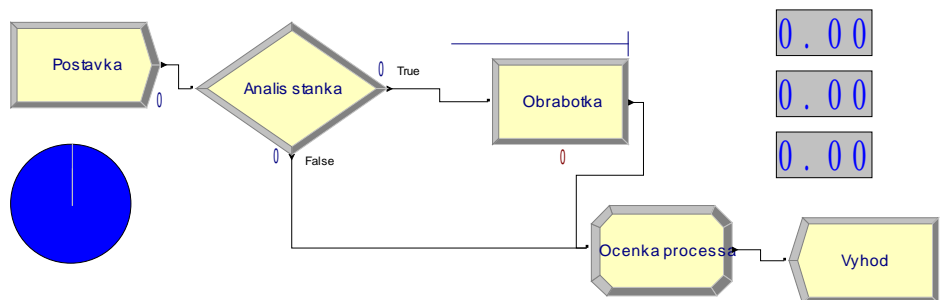 Postavka
0
Analis stanka
0
True
0
False
Obrabotka
0
Ocenka processa
Vyhod
0.00
0.00
0.00